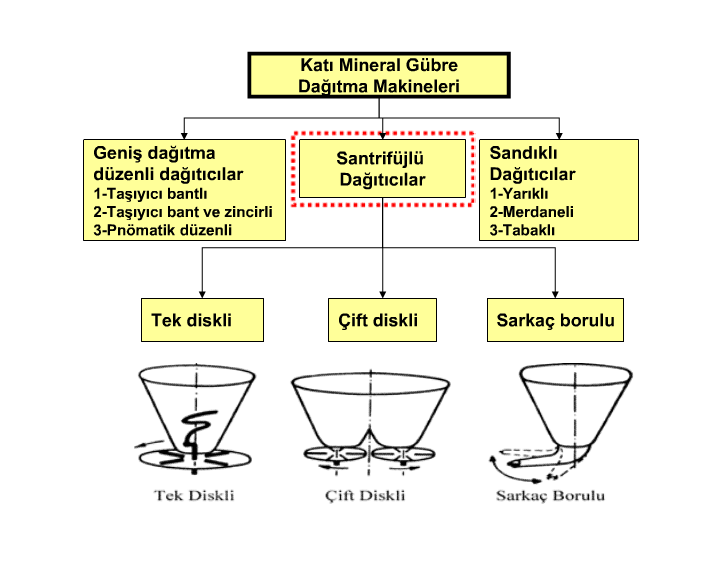 Katı Mineral Gübre
Dağıtma Makineleri
Geniş dağıtma
düzenli dağıtıcılar
1-Taşıyıcı bantlı
2-Taşıyıcı bant ve zincirli
3-Pnömatik düzenli
Santrifüjlü
Dağıtıcılar
Sandıklı
Dağıtıcılar
1-Yarıklı
2-Merdaneli
3-Tabaklı
Tek diskli
Çift diskli
Sarkaç borulu
Tek Diskli
Çift Diskli
Sarkaç Borulu